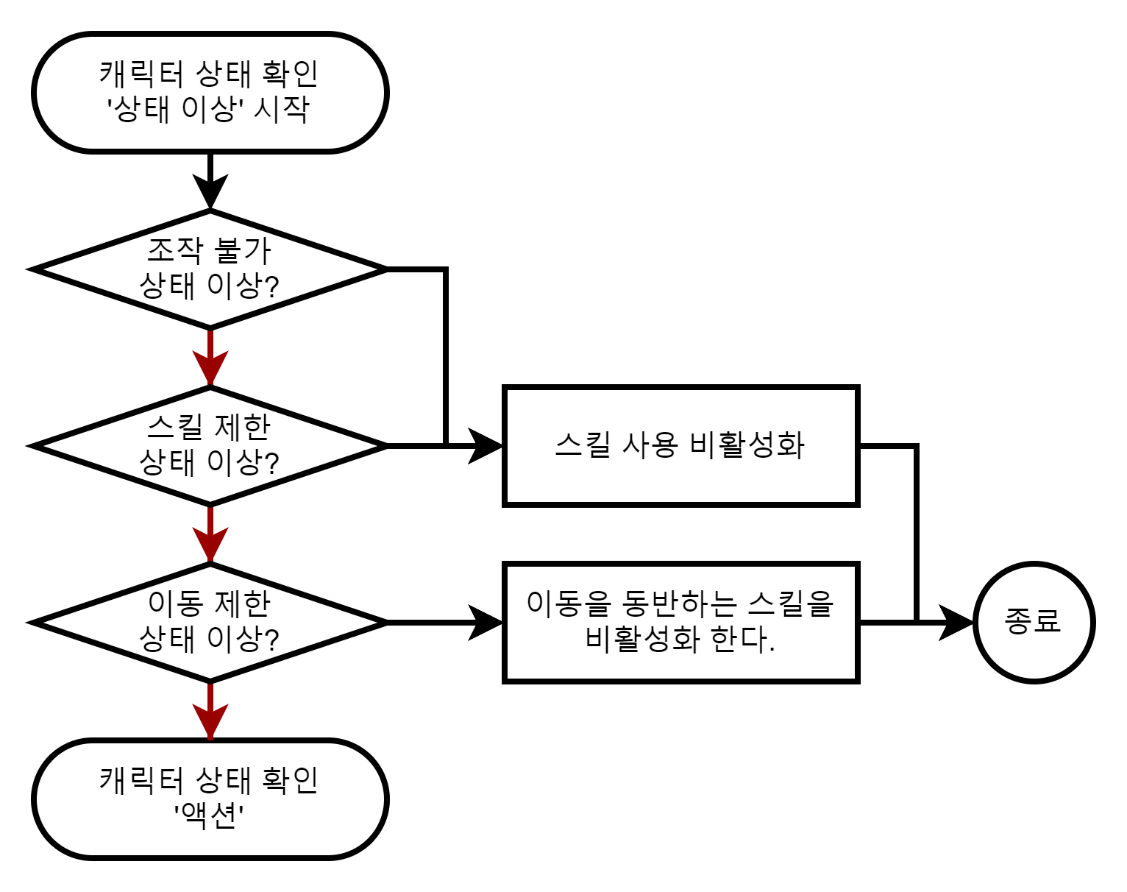 캐릭터 상태 확인
'상태 이상' 시작
조작 불가
상태 이상?
스킬 제한
상태 이상?
스킬 사용 비활성화
이동 제한
상태 이상?
이동을 동반하는 스킬을
비활성화 한다.
종료
캐릭터 상태 확인
'액션'